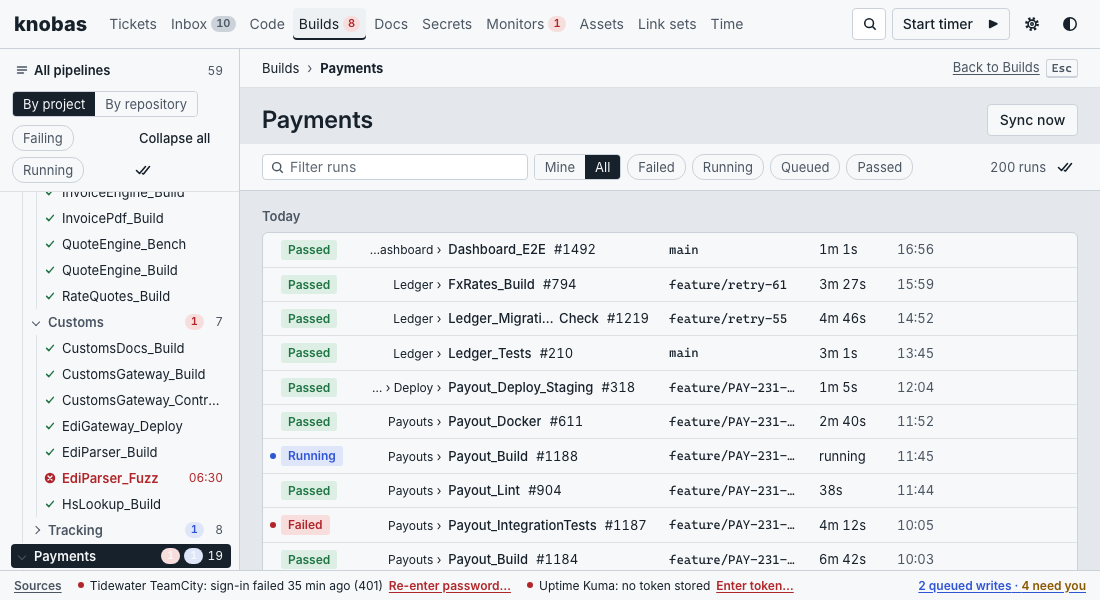 knobas Tickets Inbox 10 Code Builds 8 Docs Secrets Monitors 1 Assets Link sets Time Start timer
All pipelines 59
By project By repository
Failing Collapse all
Running
InvoiceEngine_Build
InvoicePdf_Build
QuoteEngine_Bench
QuoteEngine_Build
RateQuotes_Build
Customs 1 7
CustomsDocs_Build
CustomsGateway_Build
CustomsGateway_Contr...
EdiGateway_Deploy
EdiParser_Build
EdiParser_Fuzz 06:30
HsLookup_Build
Tracking 1 8
Payments 1 1 19
Builds › Payments Back to Builds Esc
Payments Sync now
Filter runs Mine All Failed Running Queued Passed 200 runs
Today
Passed …ashboard › Dashboard_E2E #1492 main 1m 1s 16:56
Passed Ledger › FxRates_Build #794 feature/retry-61 3m 27s 15:59
Passed Ledger › Ledger_Migrati… Check #1219 feature/retry-55 4m 46s 14:52
Passed Ledger › Ledger_Tests #210 main 3m 1s 13:45
Passed … › Deploy › Payout_Deploy_Staging #318 feature/PAY-231-… 1m 5s 12:04
Passed Payouts › Payout_Docker #611 feature/PAY-231-… 2m 40s 11:52
Running Payouts › Payout_Build #1188 feature/PAY-231-… running 11:45
Passed Payouts › Payout_Lint #904 feature/PAY-231-… 38s 11:44
Failed Payouts › Payout_IntegrationTests #1187 feature/PAY-231-… 4m 12s 10:05
Passed Payouts › Payout_Build #1184 feature/PAY-231-… 6m 42s 10:03
Sources Tidewater TeamCity: sign-in failed 35 min ago (401) Re-enter password… Uptime Kuma: no token stored Enter token… 2 queued writes · 4 need you